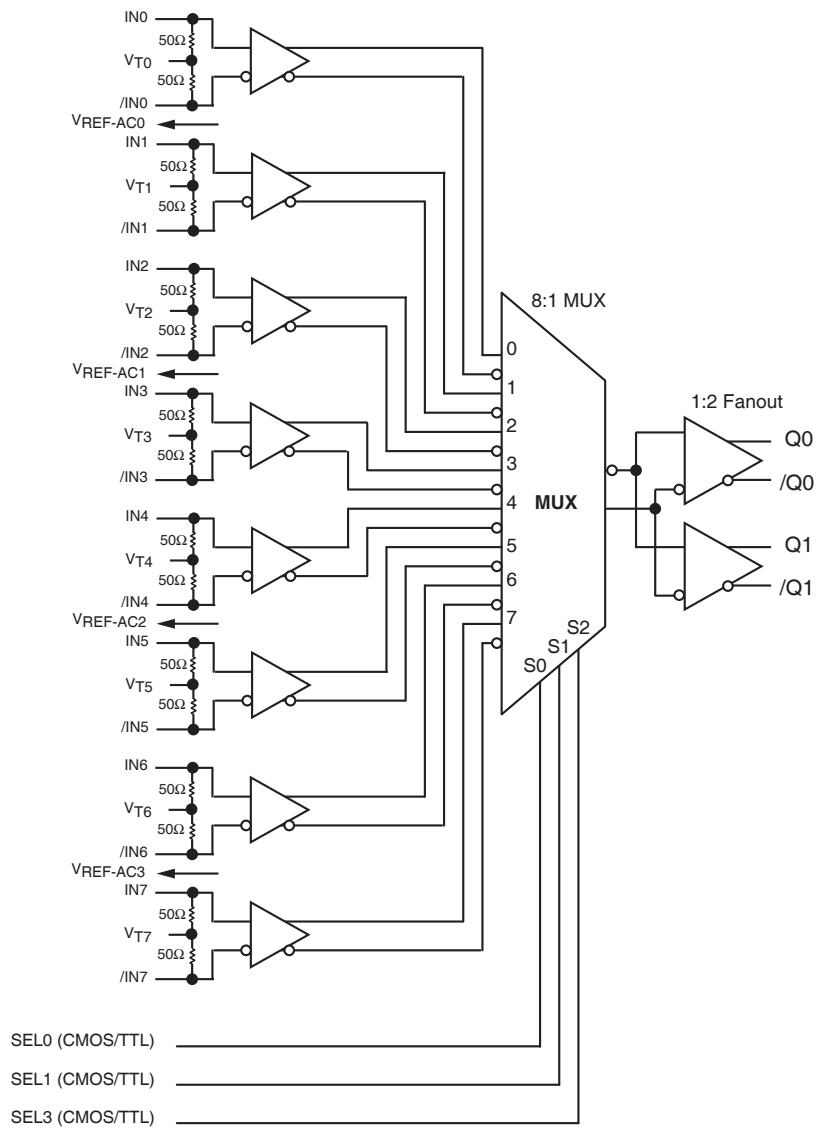 IN0
50Ω
VT0
50Ω
/IN0
VREF-AC0
IN1
50Ω
VT1
50Ω
/IN1
IN2
50Ω
VT2
50Ω
/IN2
VREF-AC1
IN3
50Ω
VT3
50Ω
/IN3
IN4
50Ω
VT4
50Ω
/IN4
VREF-AC2
IN5
50Ω
VT5
50Ω
/IN5
IN6
50Ω
VT6
50Ω
/IN6
VREF-AC3
IN7
50Ω
VT7
50Ω
/IN7
8:1 MUX
0
1
2
3
4
5
6
7
MUX
S0
S1
S2
1:2 Fanout
Q0
/Q0
Q1
/Q1
SEL0 (CMOS/TTL)
SEL1 (CMOS/TTL)
SEL3 (CMOS/TTL)